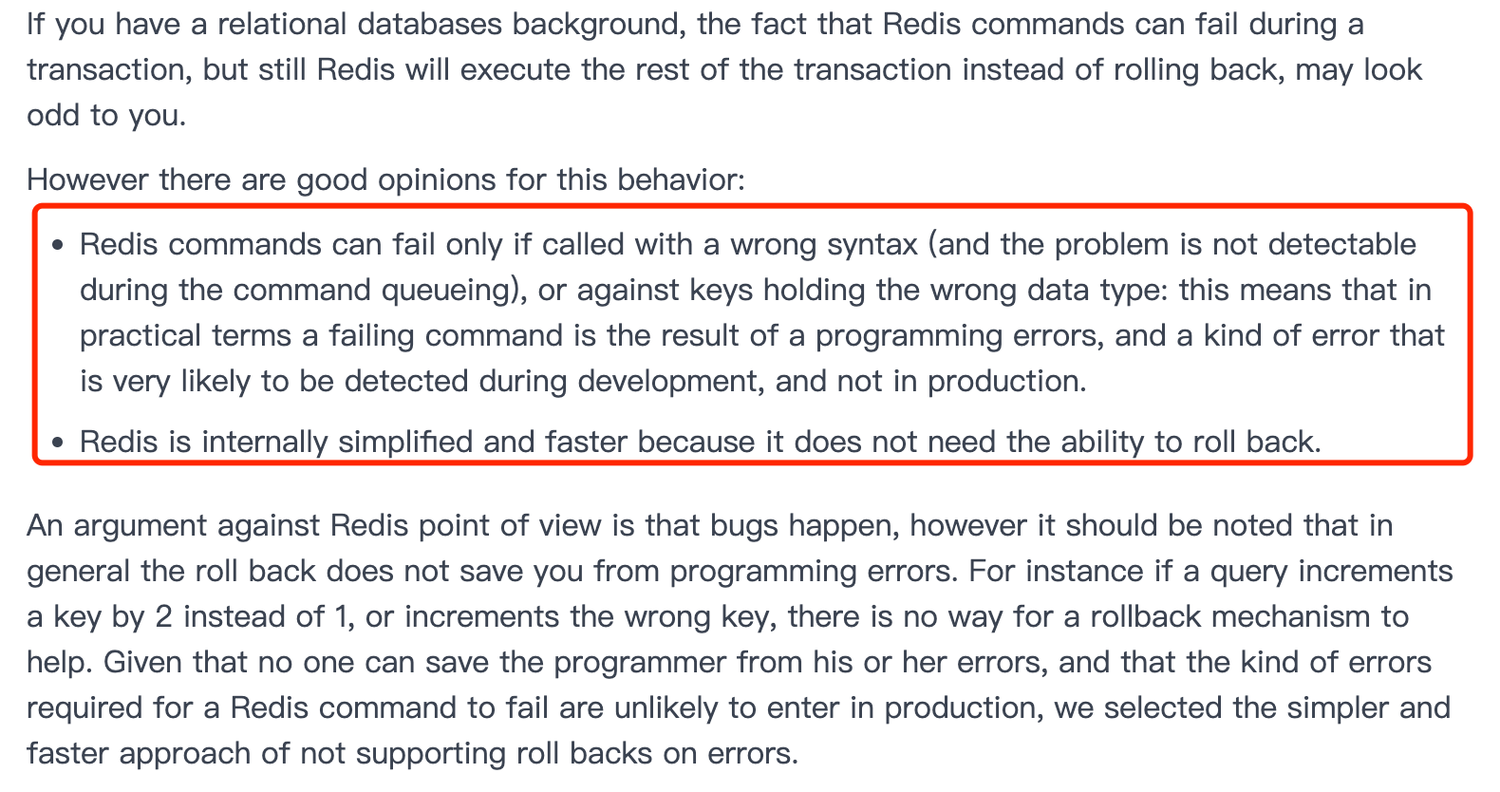 If you have a relational databases background, the fact that Redis commands can fail during a
transaction, but still Redis will execute the rest of the transaction instead of rolling back, may look
odd to you.
However there are good opinions for this behavior:
• Redis commands can fail only if called with a wrong syntax (and the problem is not detectable
during the command queueing), or against keys holding the wrong data type: this means that in
practical terms a failing command is the result of a programming errors, and a kind of error that
is very likely to be detected during development, and not in production.
• Redis is internally simplified and faster because it does not need the ability to roll back.
An argument against Redis point of view is that bugs happen, however it should be noted that in
general the roll back does not save you from programming errors. For instance if a query increments
a key by 2 instead of 1, or increments the wrong key, there is no way for a rollback mechanism to
help. Given that no one can save the programmer from his or her errors, and that the kind of errors
required for a Redis command to fail are unlikely to enter in production, we selected the simpler and
faster approach of not supporting roll backs on errors.